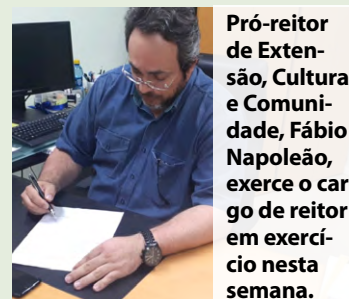 Pró-reitor
de Exten-
são, Cultura
e Comuni-
dade, Fábio
Napoleão,
exerce o car
go de reitor
em exercí-
cio nesta
semana.